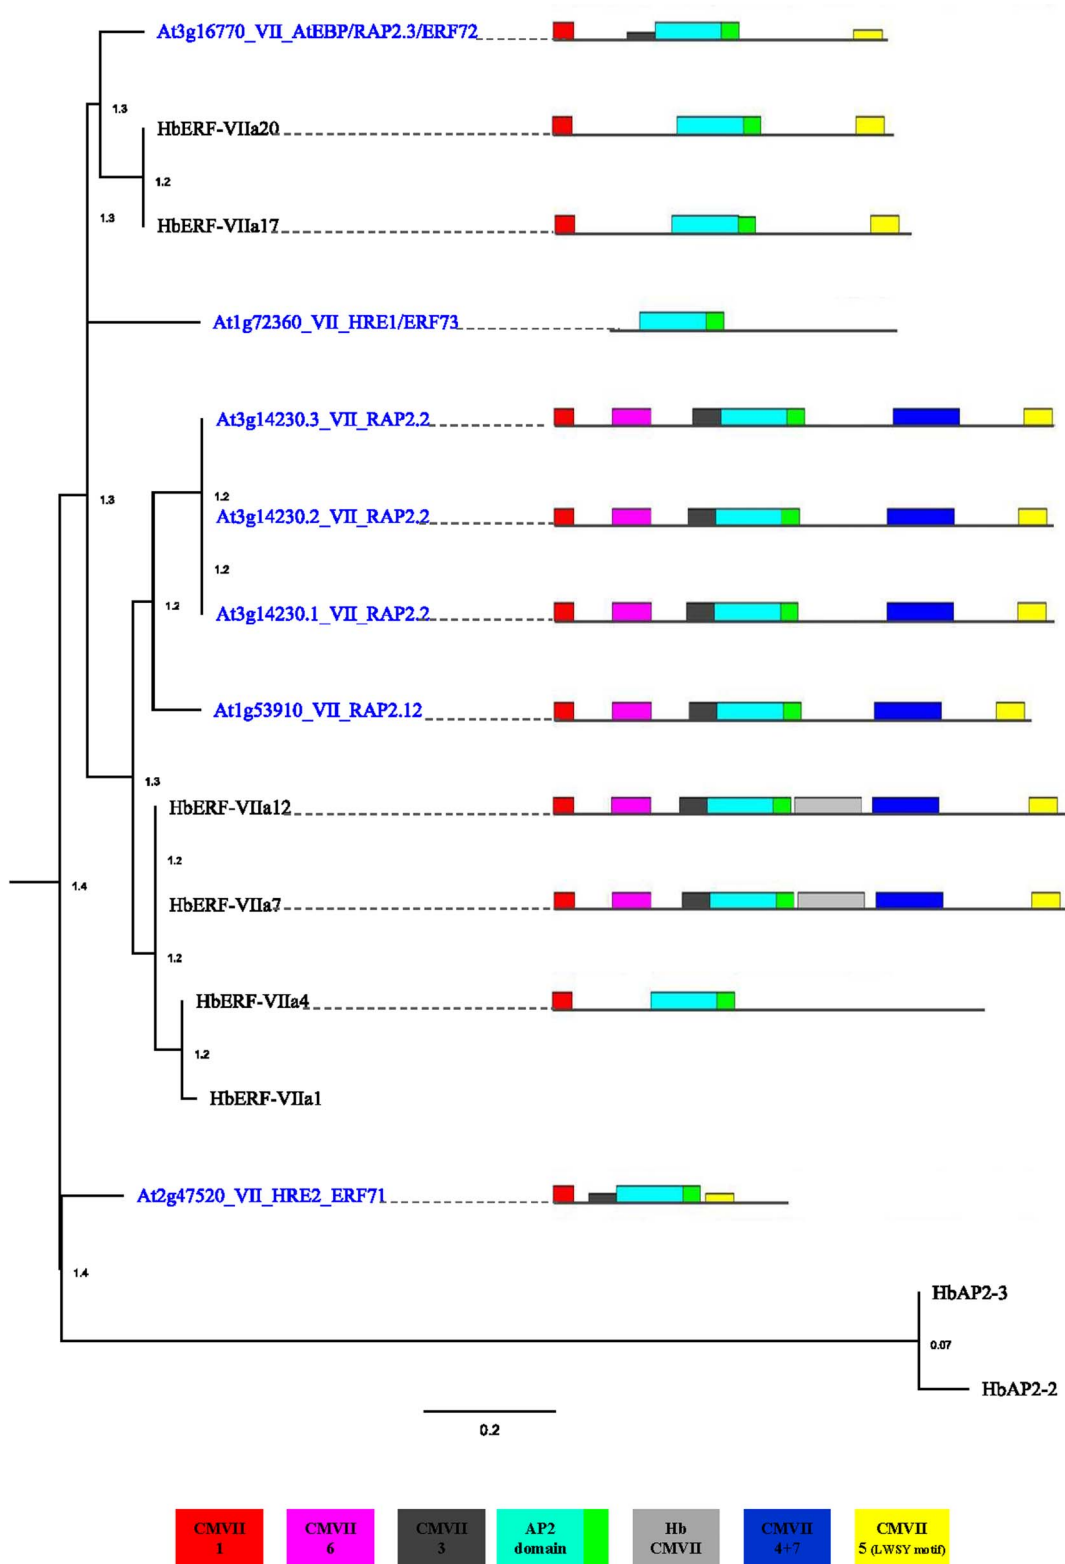 At3g16770_VII_AtEBP/RAP2.3/ERF72
1.3
HbERF-VIIa20
1.2
1.3
HbERF-VIIa17
At1g72360_VII_HRE1/ERF73
At3g14230.3_VII_RAP2.2
1.2
1.3
At3g14230.2_VII_RAP2.2
1.2
1.2
At3g14230.1_VII_RAP2.2
At1g53910_VII_RAP2.12
1.3
HbERF-VIIa12
1.2
1.4
HbERF-VIIa7
1.2
HbERF-VIIa4
1.2
HbERF-VIIa1
At2g47520_VII_HRE2_ERF71
1.4
HbAP2-3
0.07
HbAP2-2
0.2
CMVII
1
CMVII
6
CMVII
3
AP2
domain
Hb
CMVII
CMVII
4+7
CMVII
5 (LWSY motif)